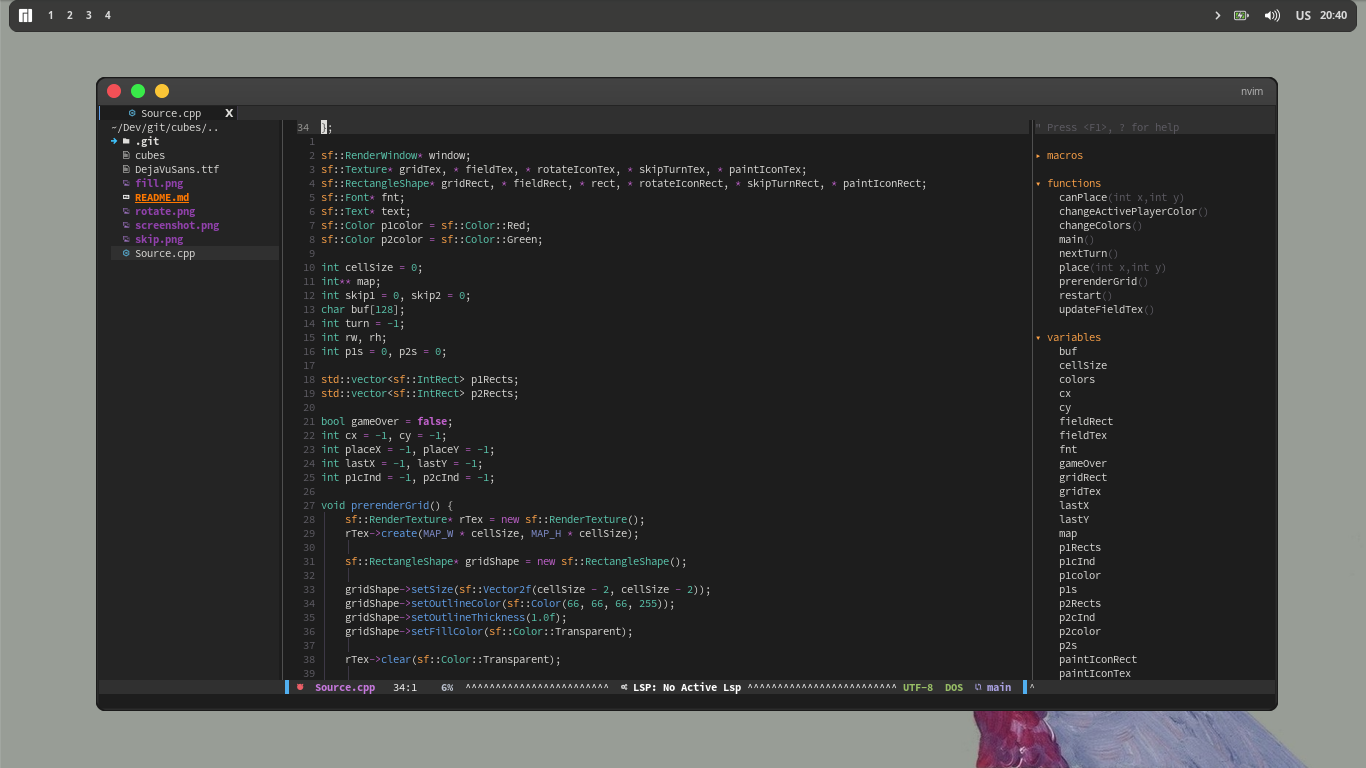 1 2 3 4
US 20:40
nvim
Source.cpp X
~/Dev/git/cubes/..
.git
cubes
DejaVuSans.ttf
fill.png
README.md
rotate.png
screenshot.png
skip.png
Source.cpp
34 };
1
2 sf::RenderWindow* window;
3 sf::Texture* gridTex, * fieldTex, * rotateIconTex, * skipTurnTex, * paintIconTex;
4 sf::RectangleShape* gridRect, * fieldRect, * rect, * rotateIconRect, * skipTurnRect, * paintIconRect;
5 sf::Font* fnt;
6 sf::Text* text;
7 sf::Color p1color = sf::Color::Red;
8 sf::Color p2color = sf::Color::Green;
9
10 int cellSize = 0;
11 int** map;
12 int skip1 = 0, skip2 = 0;
13 char buf[128];
14 int turn = -1;
15 int rw, rh;
16 int p1s = 0, p2s = 0;
17
18 std::vector<sf::IntRect> p1Rects;
19 std::vector<sf::IntRect> p2Rects;
20
21 bool gameOver = false;
22 int cx = -1, cy = -1;
23 int placeX = -1, placeY = -1;
24 int lastX = -1, lastY = -1;
25 int p1cInd = -1, p2cInd = -1;
26
27 void prerenderGrid() {
28 sf::RenderTexture* rTex = new sf::RenderTexture();
29 rTex->create(MAP_W * cellSize, MAP_H * cellSize);
30
31 sf::RectangleShape* gridShape = new sf::RectangleShape();
32
33 gridShape->setSize(sf::Vector2f(cellSize - 2, cellSize - 2));
34 gridShape->setOutlineColor(sf::Color(66, 66, 66, 255));
35 gridShape->setOutlineThickness(1.0f);
36 gridShape->setFillColor(sf::Color::Transparent);
37
38 rTex->clear(sf::Color::Transparent);
39
" Press <F1>, ? for help
macros
functions
canPlace(int x,int y)
changeActivePlayerColor()
changeColors()
main()
nextTurn()
place(int x,int y)
prerenderGrid()
restart()
updateFieldTex()
variables
buf
cellSize
colors
cx
cy
fieldRect
fieldTex
fnt
gameOver
gridRect
gridTex
lastX
lastY
map
p1Rects
p1cInd
p1color
p1s
p2Rects
p2cInd
p2color
p2s
paintIconRect
paintIconTex
Source.cpp 34:1 6% ^^^^^^^^^^^^^^^^^^^^^^^^ LSP: No Active Lsp ^^^^^^^^^^^^^^^^^^^^^^^^^ UTF-8 DOS main ^